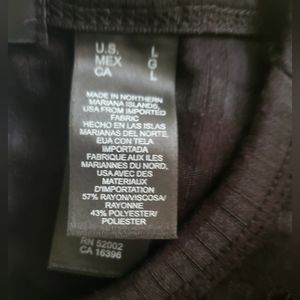 U.S. L
MEX G
CA L
MADE IN NORTHERN
MARIANA ISLANDS,
USA FROM IMPORTED
FABRIC
HECHO EN LAS ISLAS
MARIANAS DEL NORTE,
EUA CON TELA
IMPORTADA
FABRIQUE AUX ILES
MARIANNES DU NORD,
USA AVEC DES
MATERIAUX
D'IMPORTATION
57% RAYON/VISCOSA/
RAYONNE
43% POLYESTER/
POLIESTER
RN 52002
CA 16396